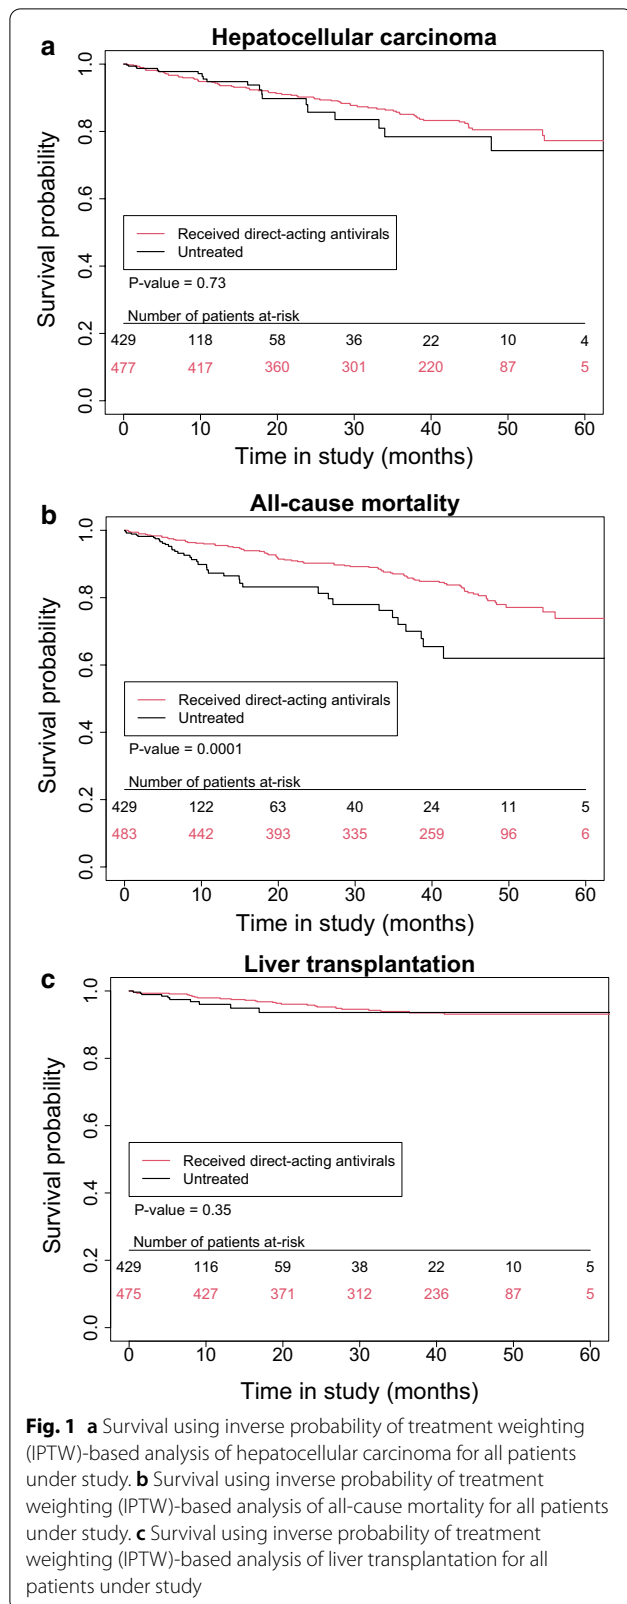 a
Hepatocellular carcinoma
Survival probability
1.0
0.8
0.6
0.4
0.2
0.0
Received direct-acting antivirals
Untreated
P-value = 0.73
Number of patients at-risk
429 118 58 36 22 10 4
477 417 360 301 220 87 5
0 10 20 30 40 50 60
Time in study (months)
b
All-cause mortality
Survival probability
1.0
0.8
0.6
0.4
0.2
0.0
Received direct-acting antivirals
Untreated
P-value = 0.0001
Number of patients at-risk
429 122 63 40 24 11 5
483 442 393 335 259 96 6
0 10 20 30 40 50 60
Time in study (months)
c
Liver transplantation
Survival probability
1.0
0.8
0.6
0.4
0.2
0.0
Received direct-acting antivirals
Untreated
P-value = 0.35
Number of patients at-risk
429 116 59 38 22 10 5
475 427 371 312 236 87 5
0 10 20 30 40 50 60
Time in study (months)
Fig. 1 a Survival using inverse probability of treatment weighting
(IPTW)-based analysis of hepatocellular carcinoma for all patients
under study. b Survival using inverse probability of treatment
weighting (IPTW)-based analysis of all-cause mortality for all patients
under study. c Survival using inverse probability of treatment
weighting (IPTW)-based analysis of liver transplantation for all
patients under study